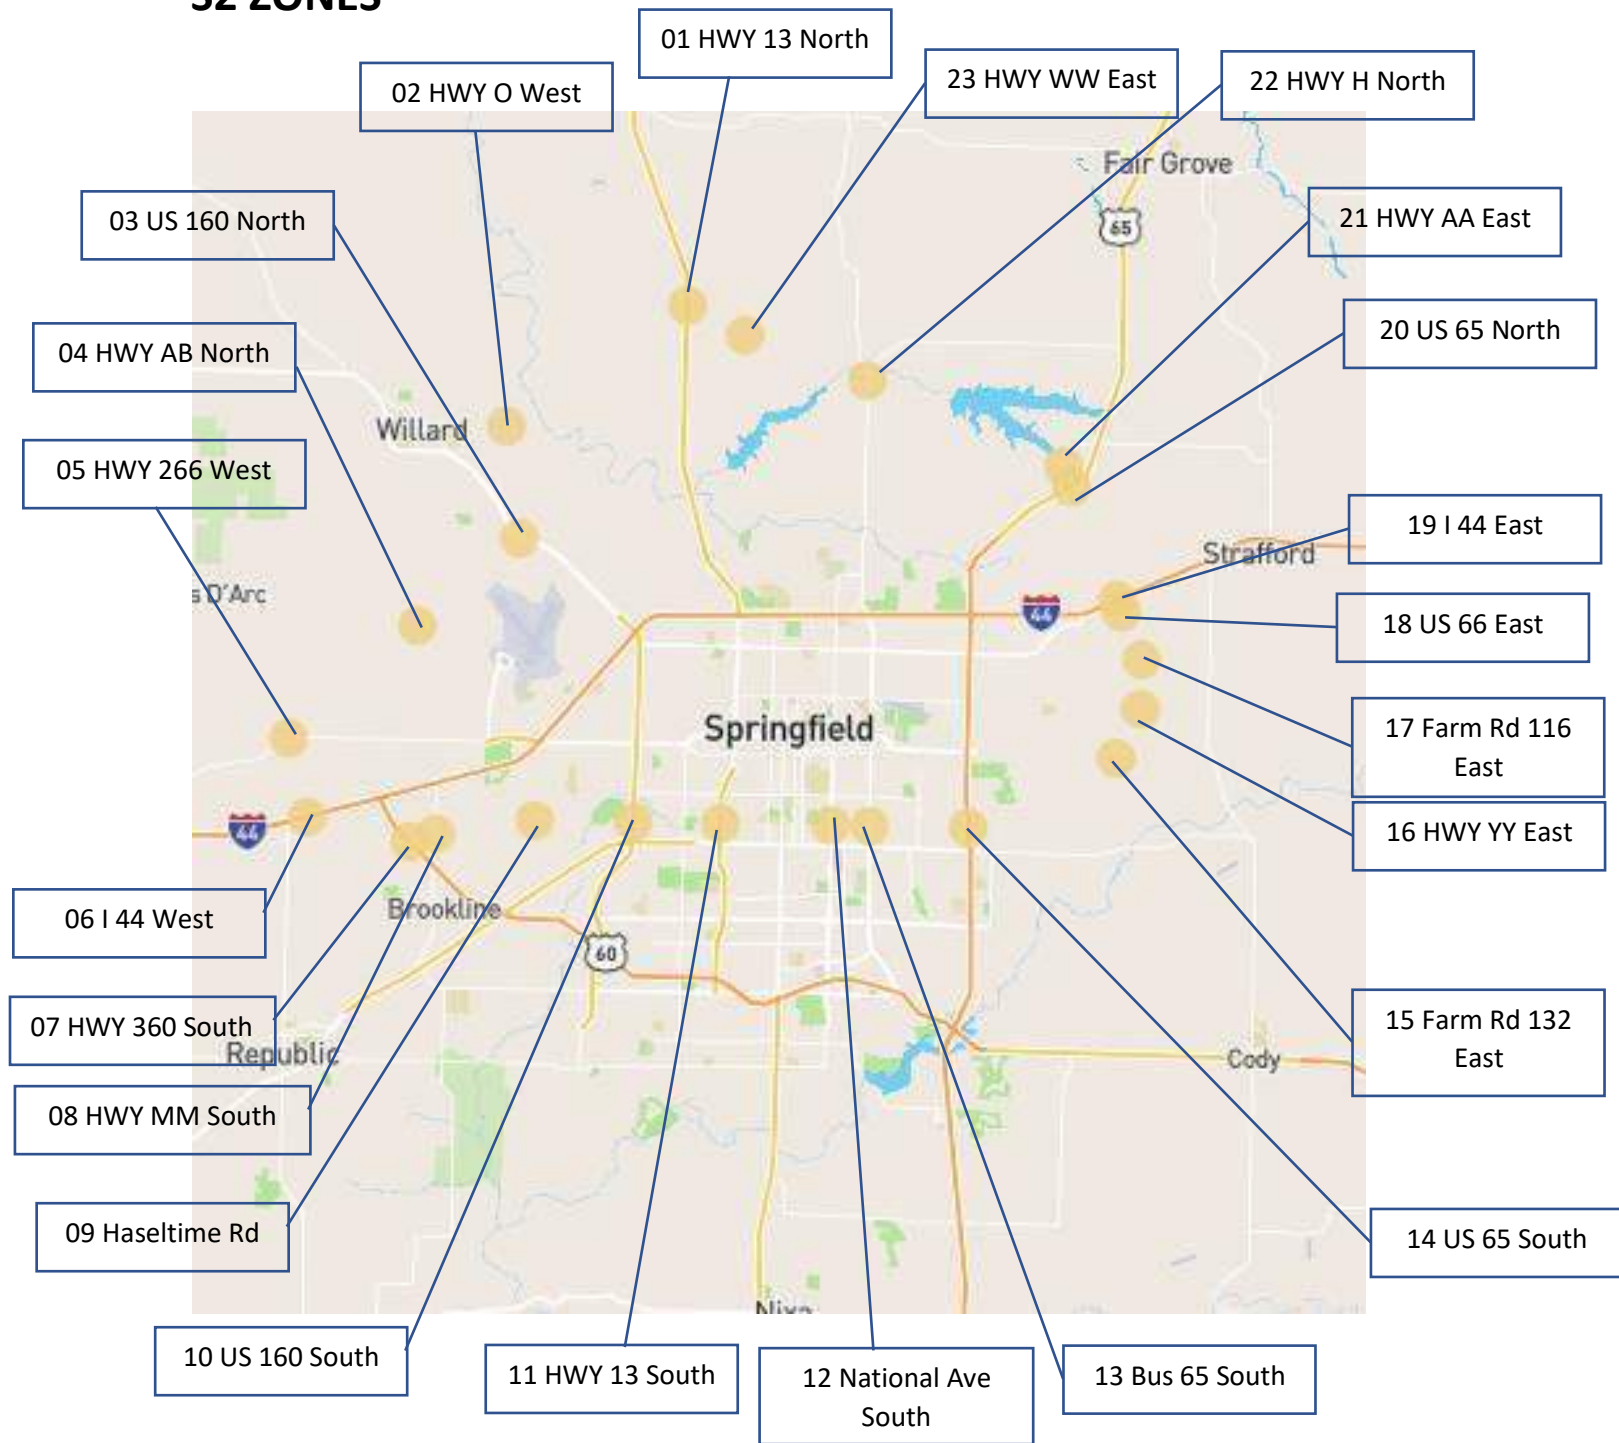 S2 ZONES
01 HWY 13 North
23 HWY WW East
22 HWY H North
02 HWY O West
Fair Grove
03 US 160 North
65
21 HWY AA East
20 US 65 North
04 HWY AB North
Willard
05 HWY 266 West
19 I 44 East
Strafford
s D'Arc
44
18 US 66 East
Springfield
17 Farm Rd 116
East
16 HWY YY East
44
06 I 44 West
Brookline
60
07 HWY 360 South
Republic
15 Farm Rd 132
East
Cody
08 HWY MM South
09 Haseltime Rd
14 US 65 South
Nixa
10 US 160 South
11 HWY 13 South
12 National Ave
South
13 Bus 65 South